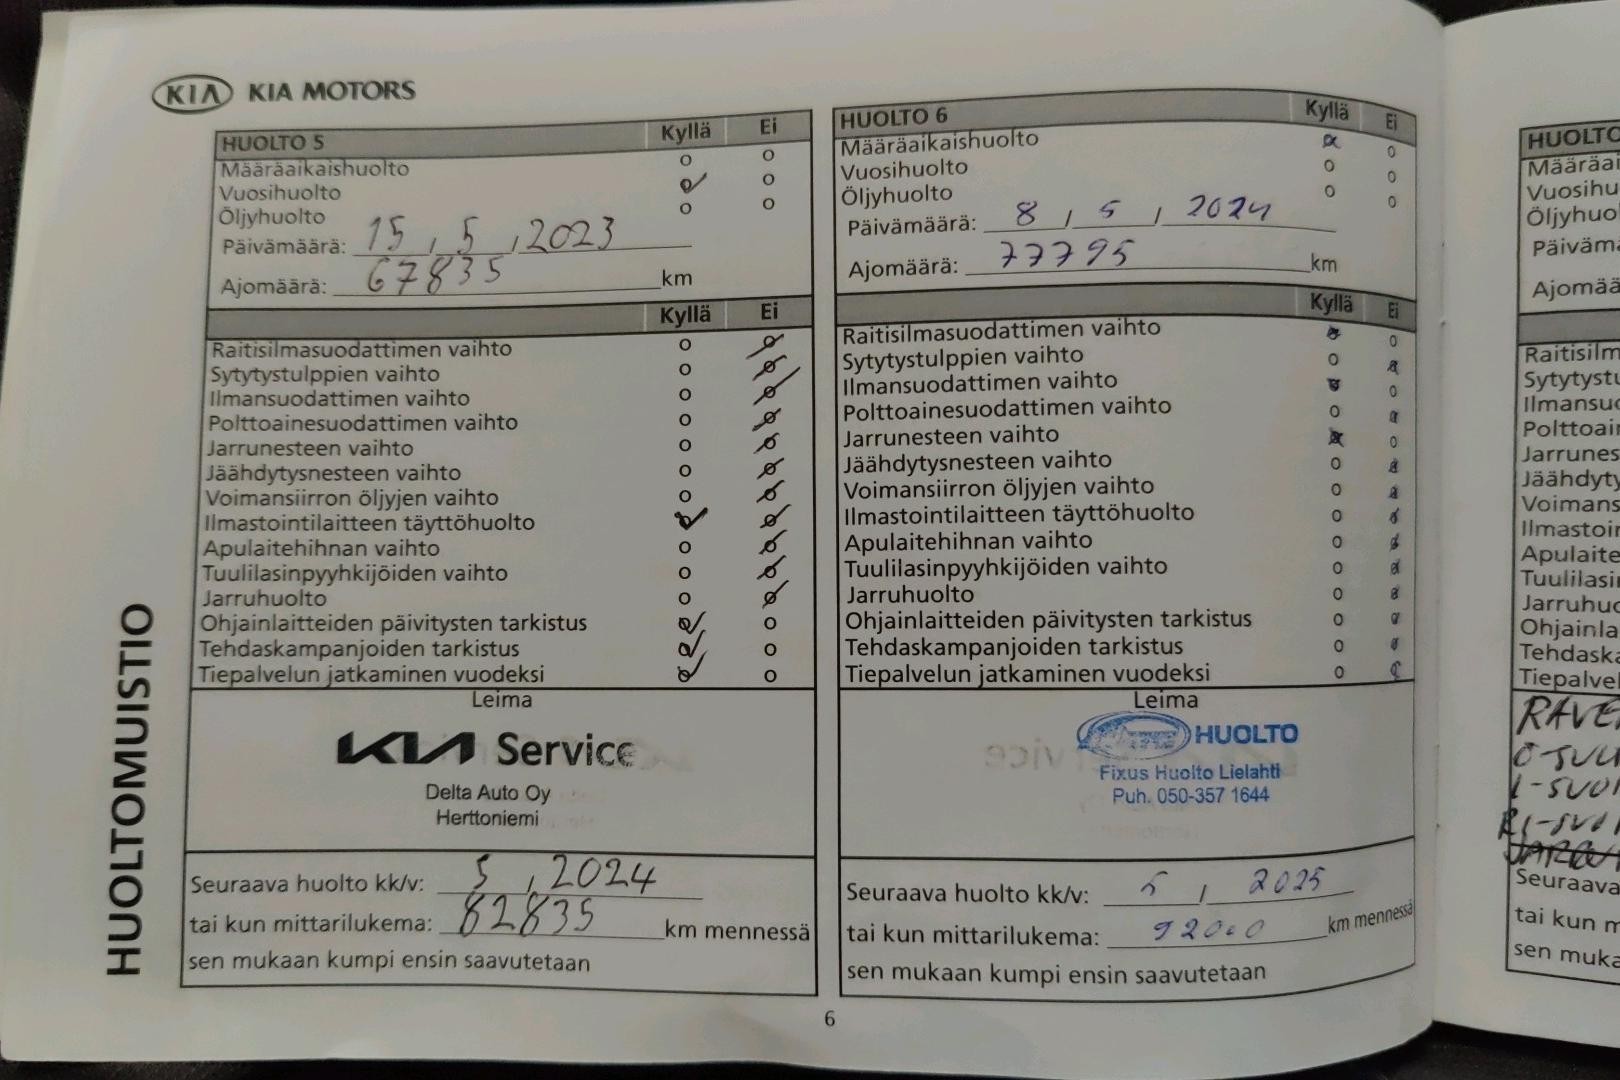 KIA KIA MOTORS
HUOLTOMUISTIO
HUOLTO 5 Kyllä Ei
Määräaikaishuolto
Vuosihuolto
Öljyhuolto
Päivämäärä: 15 / 5 / 2023
Ajomäärä: 67835 km
Kyllä Ei
Raitisilmasuodattimen vaihto
Sytytystulppien vaihto
Ilmansuodattimen vaihto
Polttoainesuodattimen vaihto
Jarrunesteen vaihto
Jäähdytysnesteen vaihto
Voimansiirron öljyjen vaihto
Ilmastointilaitteen täyttöhuolto
Apulaitehihnan vaihto
Tuulilasinpyyhkijöiden vaihto
Jarruhuolto
Ohjainlaitteiden päivitysten tarkistus
Tehdaskampanjoiden tarkistus
Tiepalvelun jatkaminen vuodeksi
Leima
KIA Service
Delta Auto Oy
Herttoniemi
Seuraava huolto kk/v: 5 / 2024
tai kun mittarilukema: 82835 km mennessä
sen mukaan kumpi ensin saavutetaan
HUOLTO 6 Kyllä Ei
Määräaikaishuolto
Vuosihuolto
Öljyhuolto
Päivämäärä: 8 / 5 / 2024
Ajomäärä: 77795 km
Kyllä Ei
Raitisilmasuodattimen vaihto
Sytytystulppien vaihto
Ilmansuodattimen vaihto
Polttoainesuodattimen vaihto
Jarrunesteen vaihto
Jäähdytysnesteen vaihto
Voimansiirron öljyjen vaihto
Ilmastointilaitteen täyttöhuolto
Apulaitehihnan vaihto
Tuulilasinpyyhkijöiden vaihto
Jarruhuolto
Ohjainlaitteiden päivitysten tarkistus
Tehdaskampanjoiden tarkistus
Tiepalvelun jatkaminen vuodeksi
Leima
HUOLTO
Fixus Huolto Lielahti
Puh. 050-357 1644
Seuraava huolto kk/v: 5 / 2025
tai kun mittarilukema: 92000 km mennessä
sen mukaan kumpi ensin saavutetaan
6
HUOLTO
Seuraava
tai kun
sen